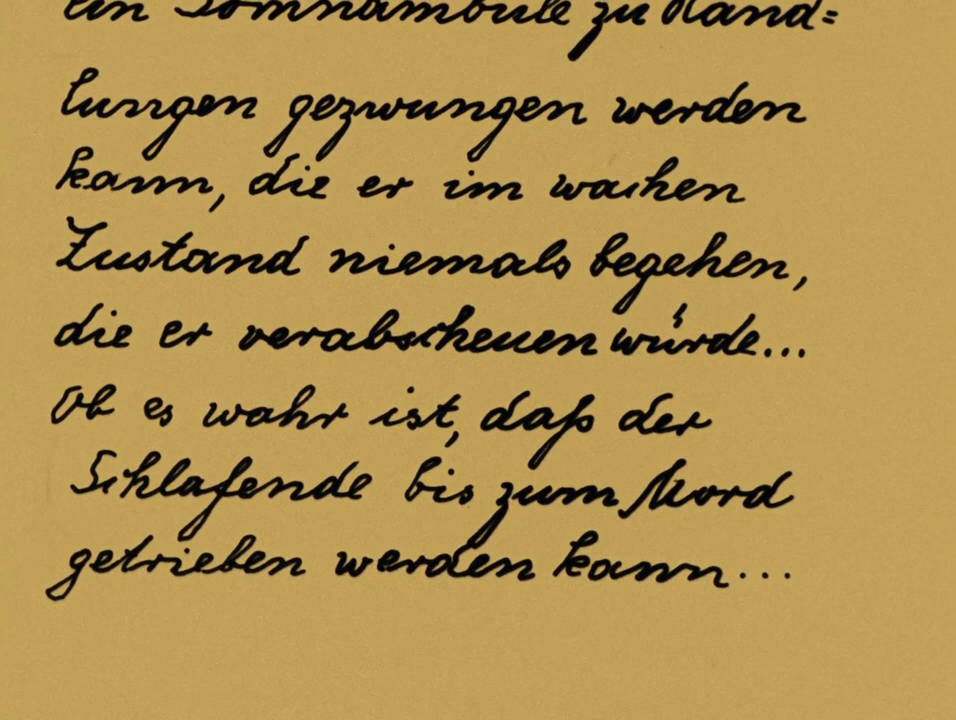 ein Somnambule zu Hand=
lungen gezwungen werden
kann, die er im wachen
Zustand niemals begehen,
die er verabscheuen würde...
Ob es wahr ist, daß der
Schlafende bis zum Mord
getrieben werden kann...